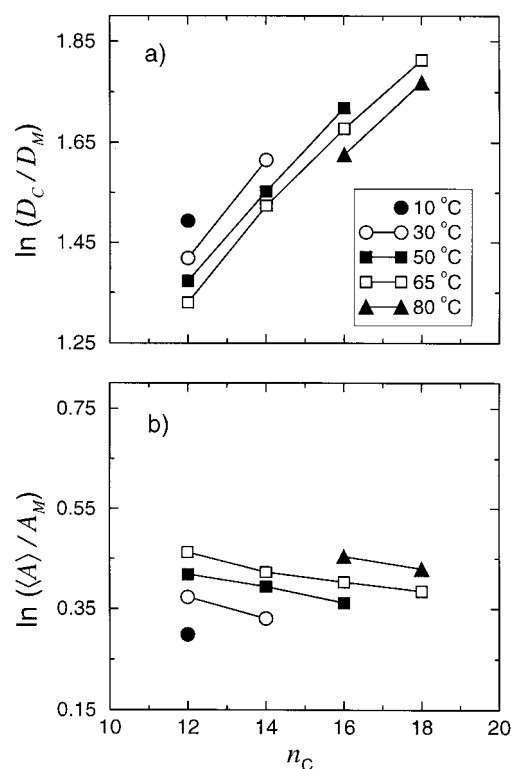 1.85
a)
1.65
ln (D_C / D_M)
1.45
1.25
10 °C
30 °C
50 °C
65 °C
80 °C
0.75
b)
0.55
ln (⟨A⟩ / A_M)
0.35
0.15
10 12 14 16 18 20
n_C